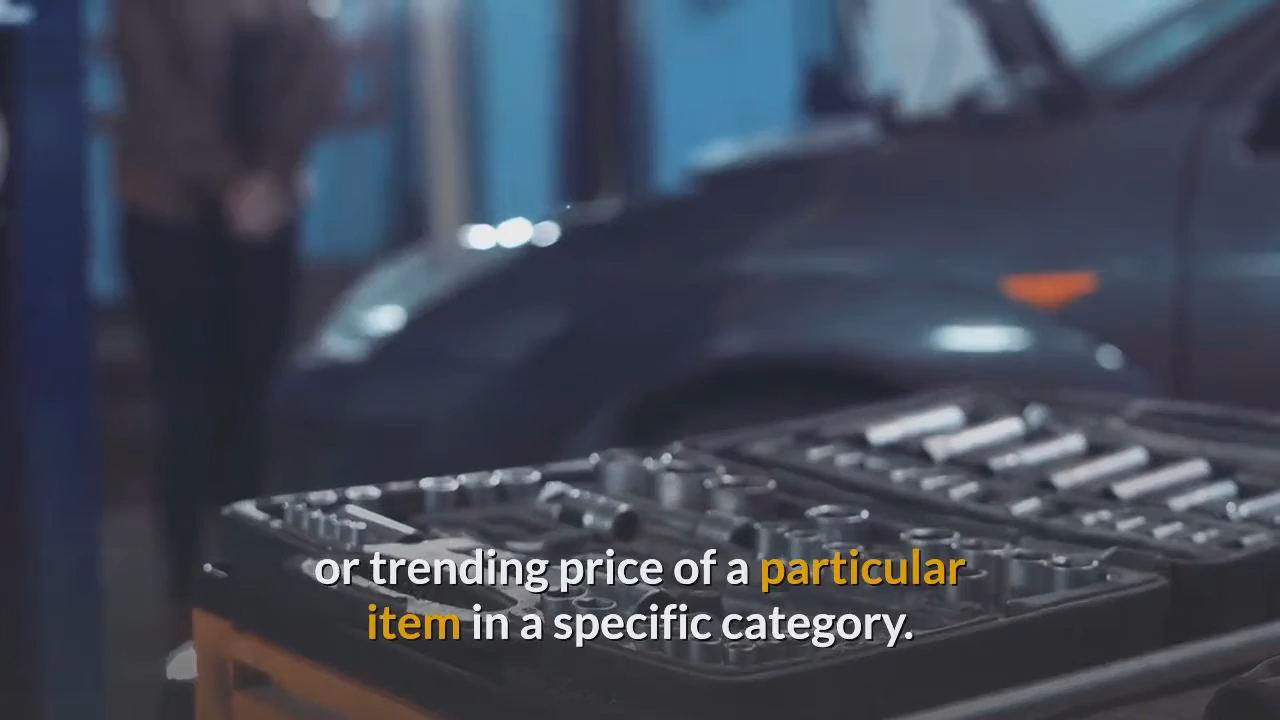 or trending price of a particular
item in a specific category.